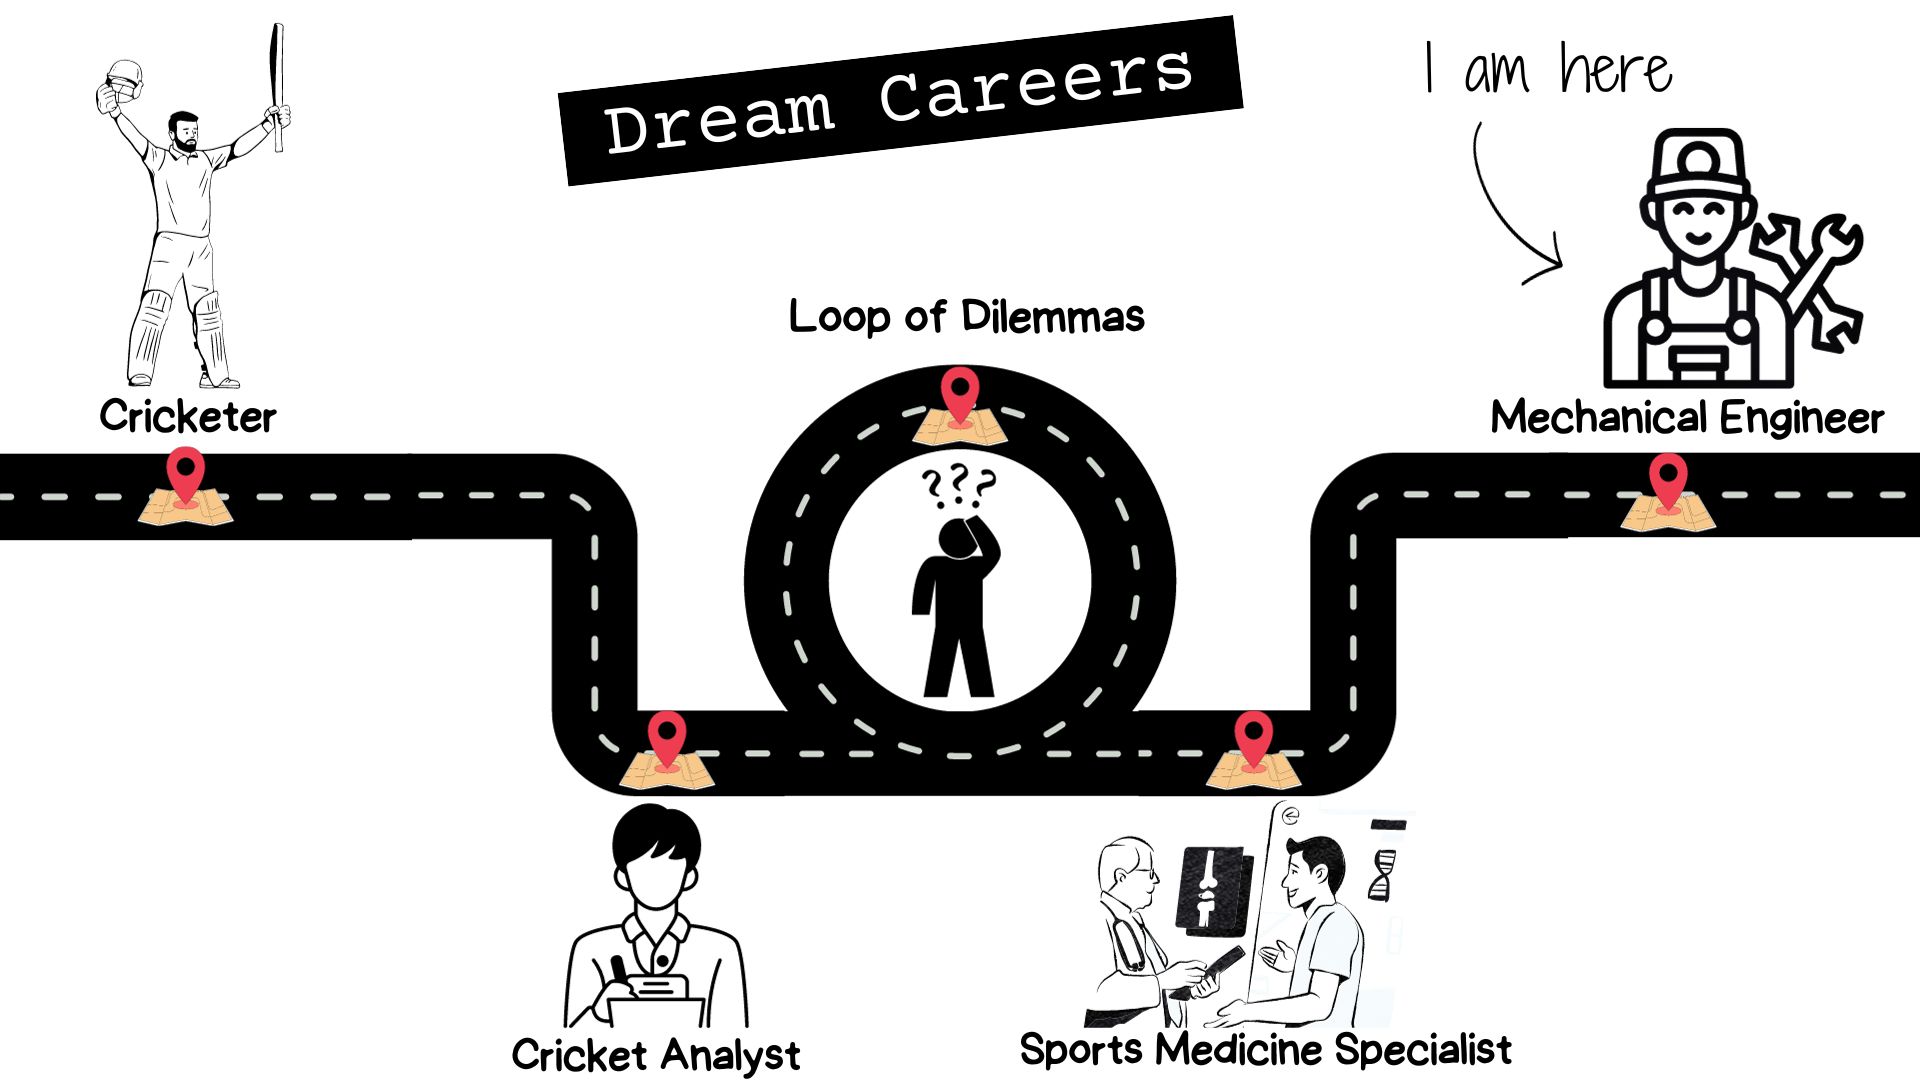 Dream Careers
I am here
Loop of Dilemmas
Cricketer
Mechanical Engineer
???
Cricket Analyst
Sports Medicine Specialist